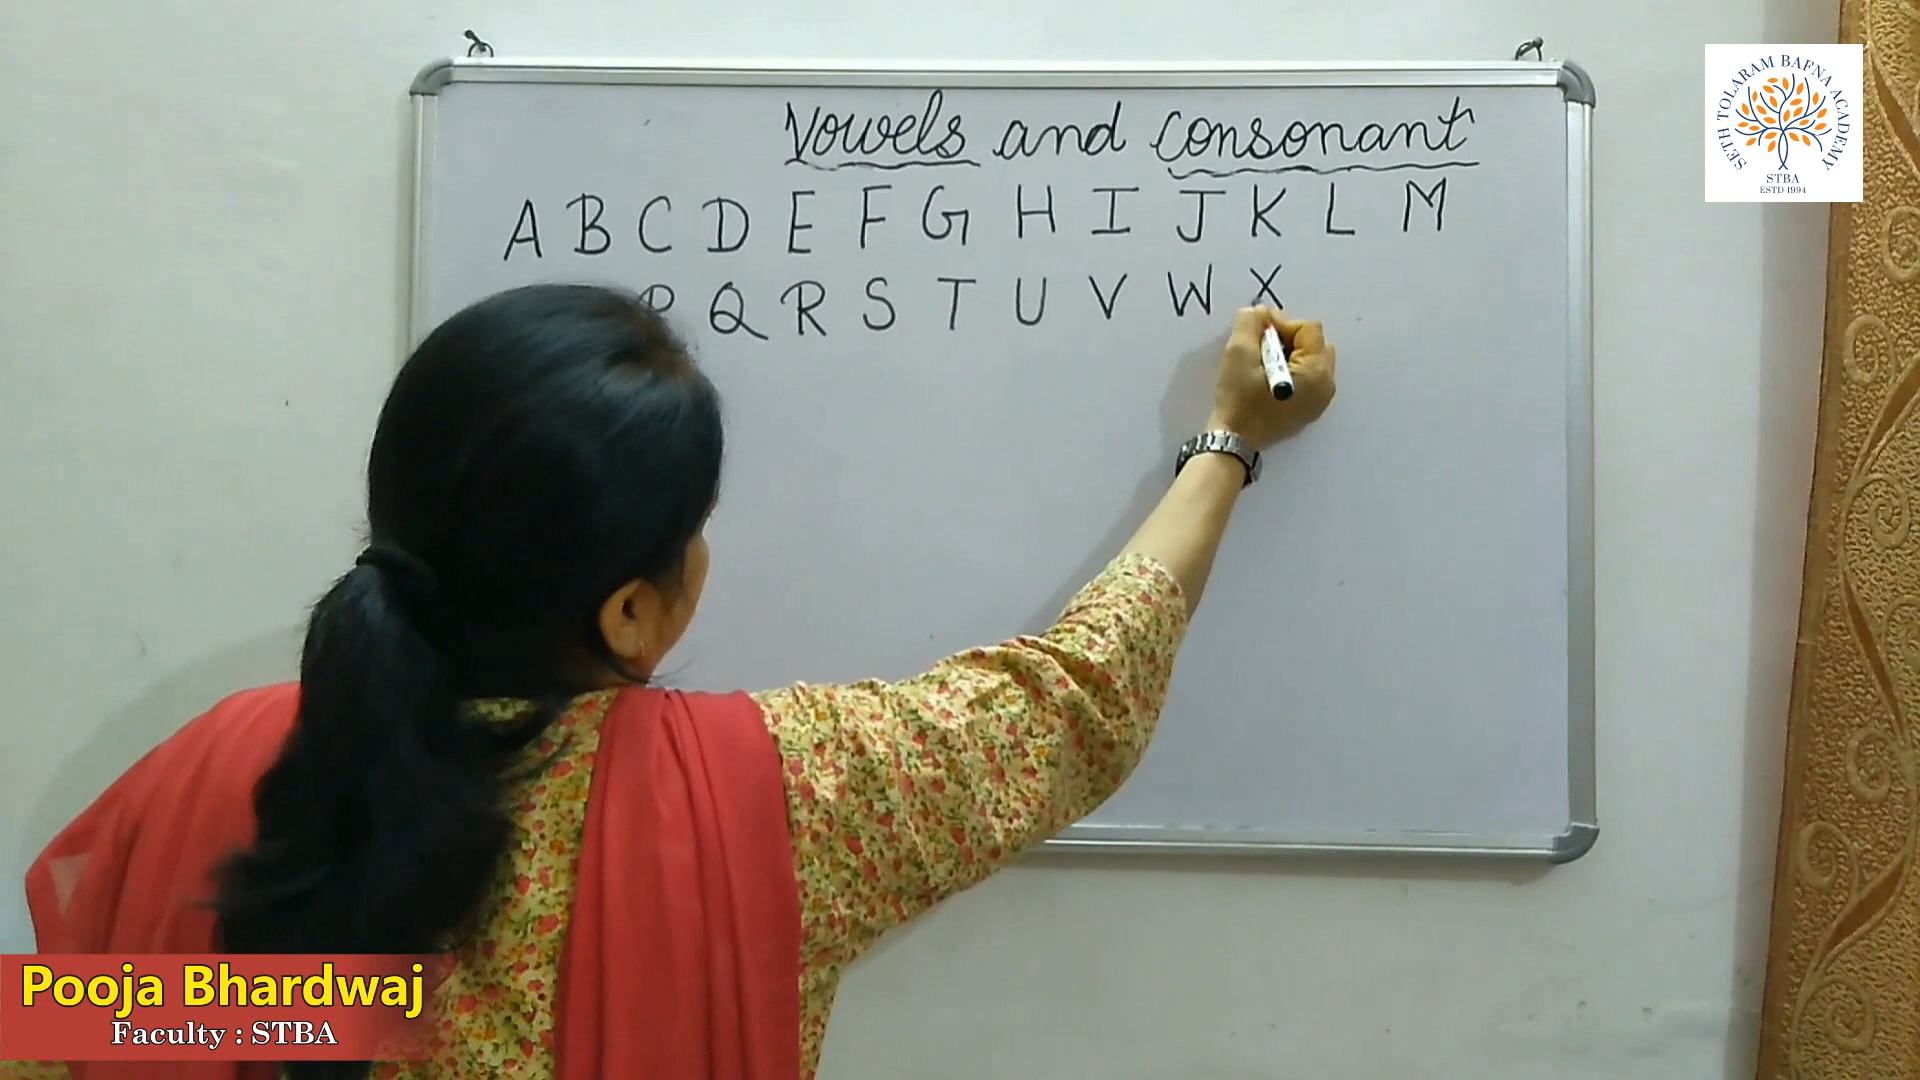 Vowels and consonant
A B C D E F G H I J K L M
P Q R S T U V W X
SETH TOLARAM BAFNA ACADEMY
STBA
ESTD 1994
Pooja Bhardwaj
Faculty : STBA